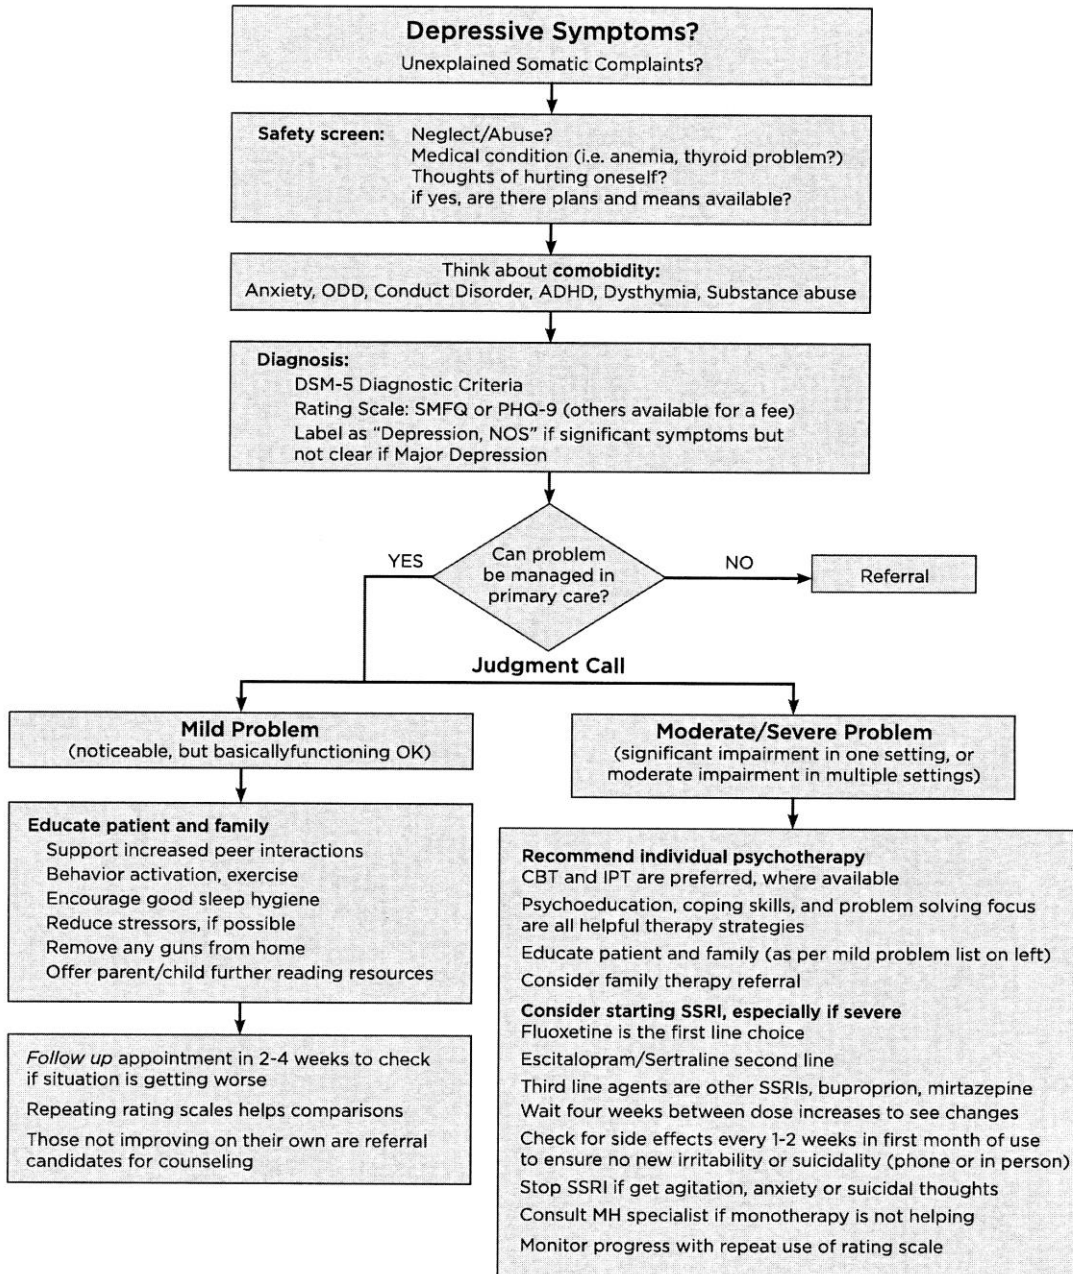 Depressive Symptoms?
Unexplained Somatic Complaints?
Safety screen: Neglect/Abuse?
Medical condition (i.e. anemia, thyroid problem?)
Thoughts of hurting oneself?
if yes, are there plans and means available?
Think about comobidity:
Anxiety, ODD, Conduct Disorder, ADHD, Dysthymia, Substance abuse
Diagnosis:
DSM-5 Diagnostic Criteria
Rating Scale: SMFQ or PHQ-9 (others available for a fee)
Label as “Depression, NOS” if significant symptoms but
not clear if Major Depression
YES
Can problem
be managed in
primary care?
NO
Referral
Judgment Call
Mild Problem
(noticeable, but basicallyfunctioning OK)
Educate patient and family
Support increased peer interactions
Behavior activation, exercise
Encourage good sleep hygiene
Reduce stressors, if possible
Remove any guns from home
Offer parent/child further reading resources
Follow up appointment in 2-4 weeks to check
if situation is getting worse
Repeating rating scales helps comparisons
Those not improving on their own are referral
candidates for counseling
Moderate/Severe Problem
(significant impairment in one setting, or
moderate impairment in multiple settings)
Recommend individual psychotherapy
CBT and IPT are preferred, where available
Psychoeducation, coping skills, and problem solving focus
are all helpful therapy strategies
Educate patient and family (as per mild problem list on left)
Consider family therapy referral
Consider starting SSRI, especially if severe
Fluoxetine is the first line choice
Escitalopram/Sertraline second line
Third line agents are other SSRIs, buproprion, mirtazepine
Wait four weeks between dose increases to see changes
Check for side effects every 1-2 weeks in first month of use
to ensure no new irritability or suicidality (phone or in person)
Stop SSRI if get agitation, anxiety or suicidal thoughts
Consult MH specialist if monotherapy is not helping
Monitor progress with repeat use of rating scale